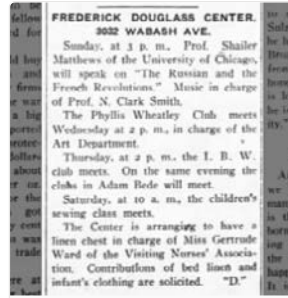 FREDERICK DOUGLASS CENTER.
3032 WABASH AVE.
Sunday, at 3 p. m., Prof. Shailer
Matthews of the University of Chicago,
will speak on "The Russian and the
French Revolutions." Music in charge
of Prof. N. Clark Smith.
The Phyllis Wheatley Club meets
Wednesday at 2 p. m., in charge of the
Art Department.
Thursday, at 2 p. m., the I. B. W.
club meets. On the same evening the
clubs in Adam Rede will meet.
Saturday, at 10 a. m., the children's
sewing class meets.
The Center is arranging to have a
linen chest in charge of Miss Gertrude
Ward of the Visiting Nurses' Associa-
tion. Contributions of bed linen and
infant's clothing are solicited. "D."